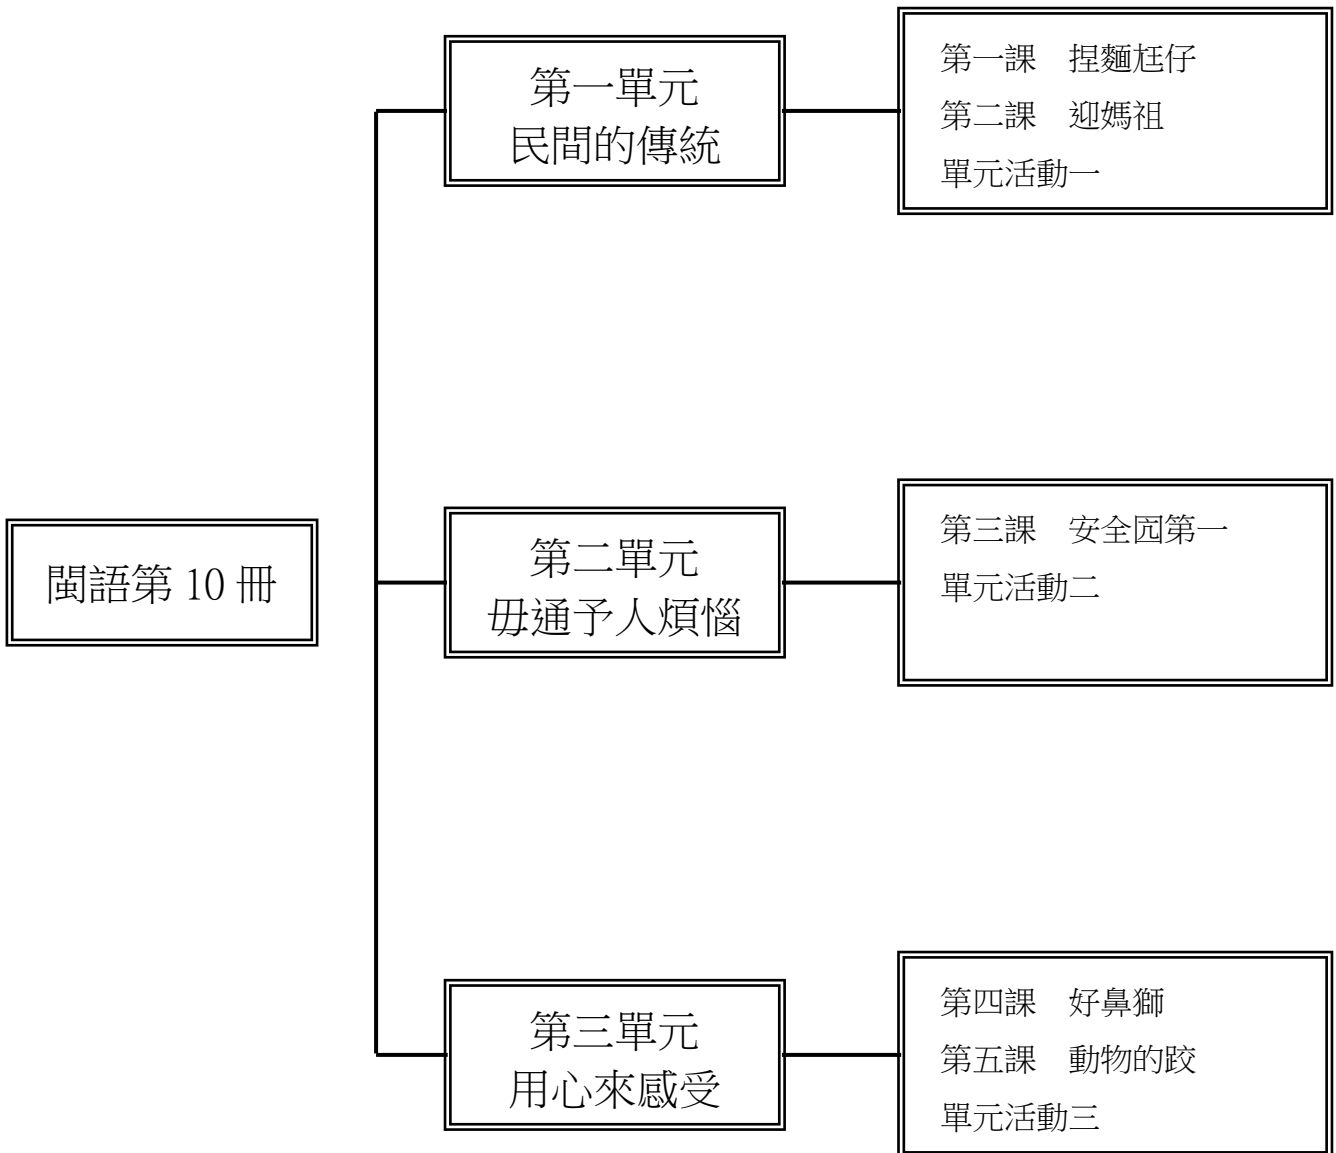 閩語第 10 冊
第一單元
民間的傳統
第一課　捏麵尪仔
第二課　迎媽祖
單元活動一
第二單元
毋通予人煩惱
第三課　安全囥第一
單元活動二
第三單元
用心來感受
第四課　好鼻獅
第五課　動物的跤
單元活動三